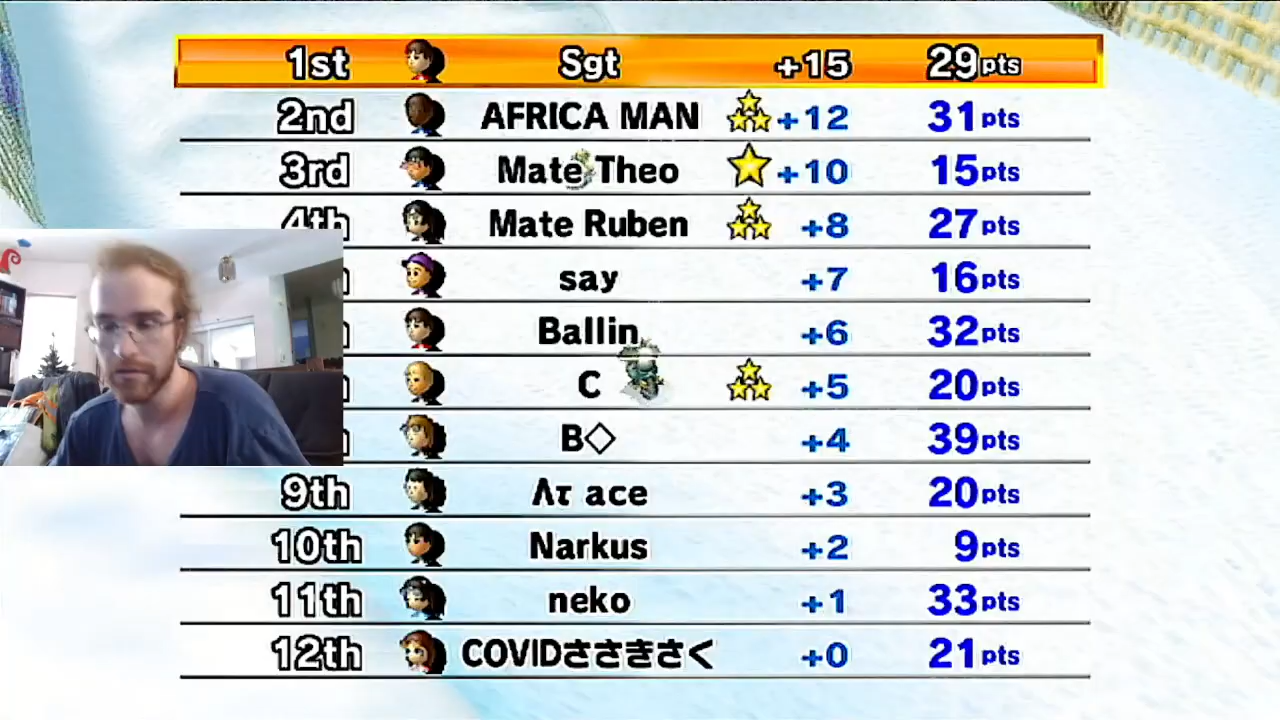 1st Sgt +15 29pts
2nd AFRICA MAN +12 31pts
3rd Mate Theo +10 15pts
4th Mate Ruben +8 27pts
say +7 16pts
Ballin +6 32pts
C +5 20pts
B◇ +4 39pts
9th Λτ ace +3 20pts
10th Narkus +2 9pts
11th neko +1 33pts
12th COVIDささきさく +0 21pts